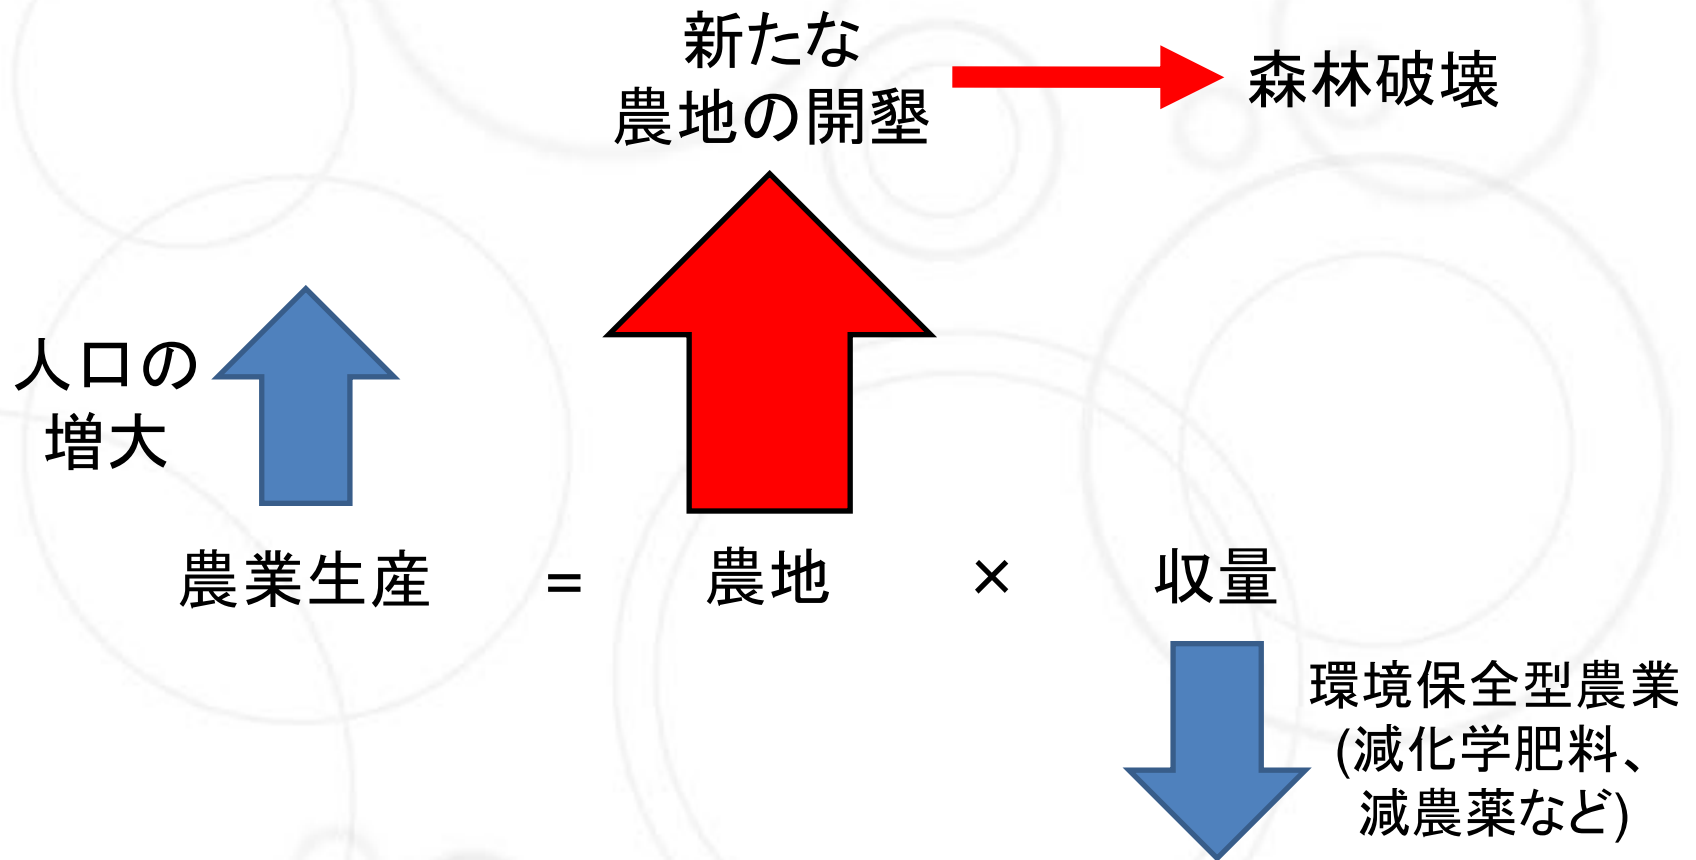 新たな
農地の開墾
森林破壊
人口の
増大
農業生産 = 農地 × 収量
環境保全型農業
(減化学肥料、
減農薬など)